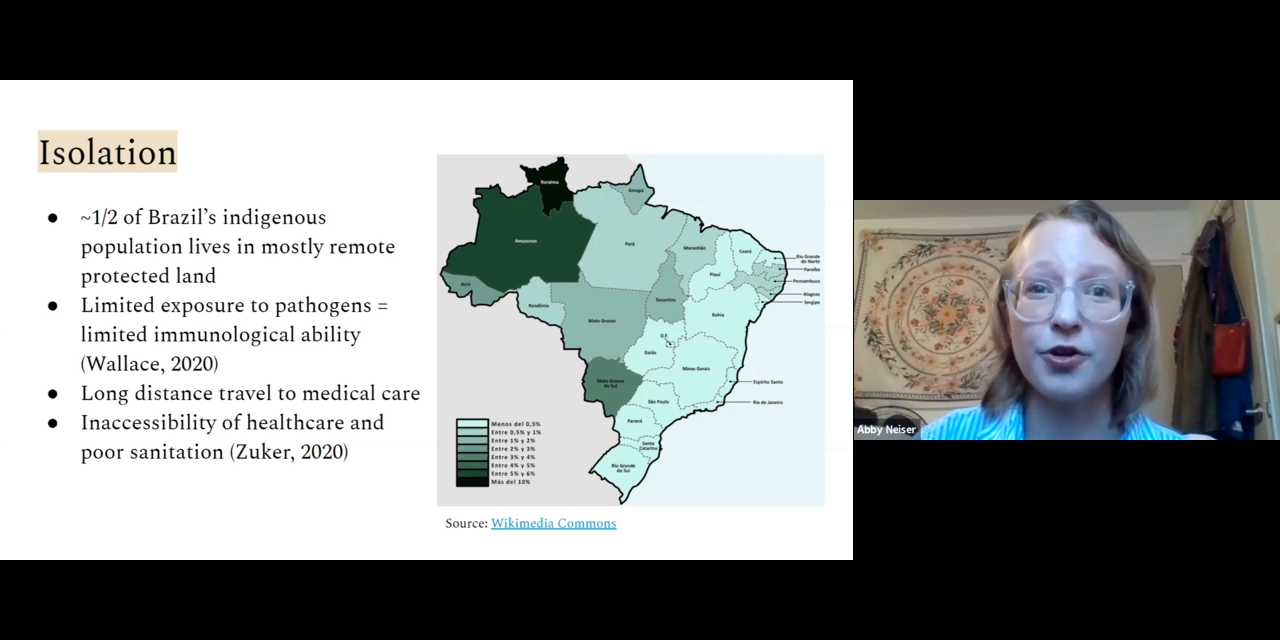 Isolation
● ~1/2 of Brazil’s indigenous
population lives in mostly remote
protected land
● Limited exposure to pathogens =
limited immunological ability
(Wallace, 2020)
● Long distance travel to medical care
● Inaccessibility of healthcare and
poor sanitation (Zuker, 2020)
Roraima
Amapá
Amazonas
Pará
Maranhão
Ceará
Rio Grande
do Norte
Paraíba
Pernambuco
Alagoas
Sergipe
Piauí
Acre
Rondônia
Tocantins
Mato Grosso
Bahia
D.F.
Goiás
Minas Gerais
Mato Grosso
do Sul
Espírito Santo
São Paulo
Rio de Janeiro
Paraná
Santa
Catarina
Rio Grande
do Sul
Menos del 0,5%
Entre 0,5% y 1%
Entre 1% y 2%
Entre 2% y 3%
Entre 3% y 4%
Entre 4% y 5%
Entre 5% y 6%
Más del 10%
Source: Wikimedia Commons
Abby Neiser